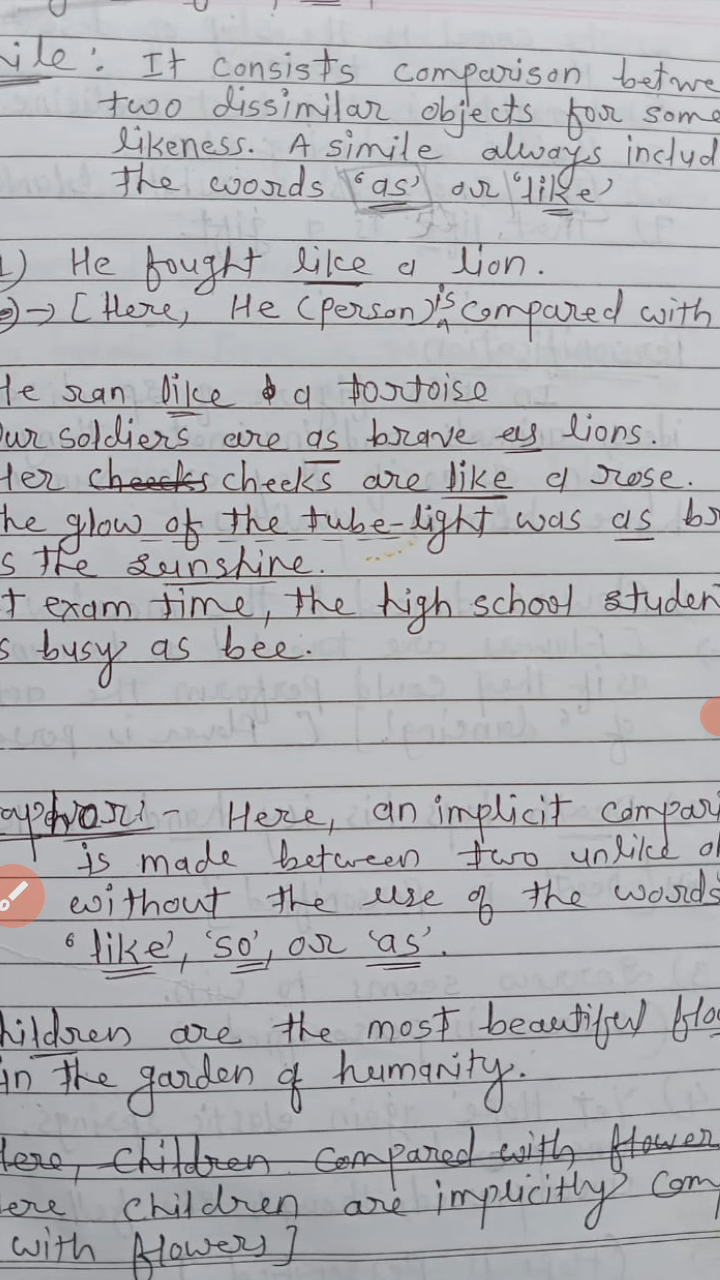 ile: It consists comparison betwe
two dissimilar objects for some
likeness. A simile always includ
the words 'as' or 'like'
1) He fought like a lion.
→ [Here, He (person) is compared with
He ran like a tortoise
Our soldiers are as brave as lions.
Her cheeks cheeks are like a rose.
he glow of the tube-light was as br
s the sunshine.
t exam time, the high school studen
s busy as bee.
- Here, an implicit compari
is made between two unlike o
without the use of the words
'like', 'so', or 'as'.
hildren are the most beautiful flo
in the garden of humanity.
Here, Children compared with flower
ere children are implicitly com
with flowers]